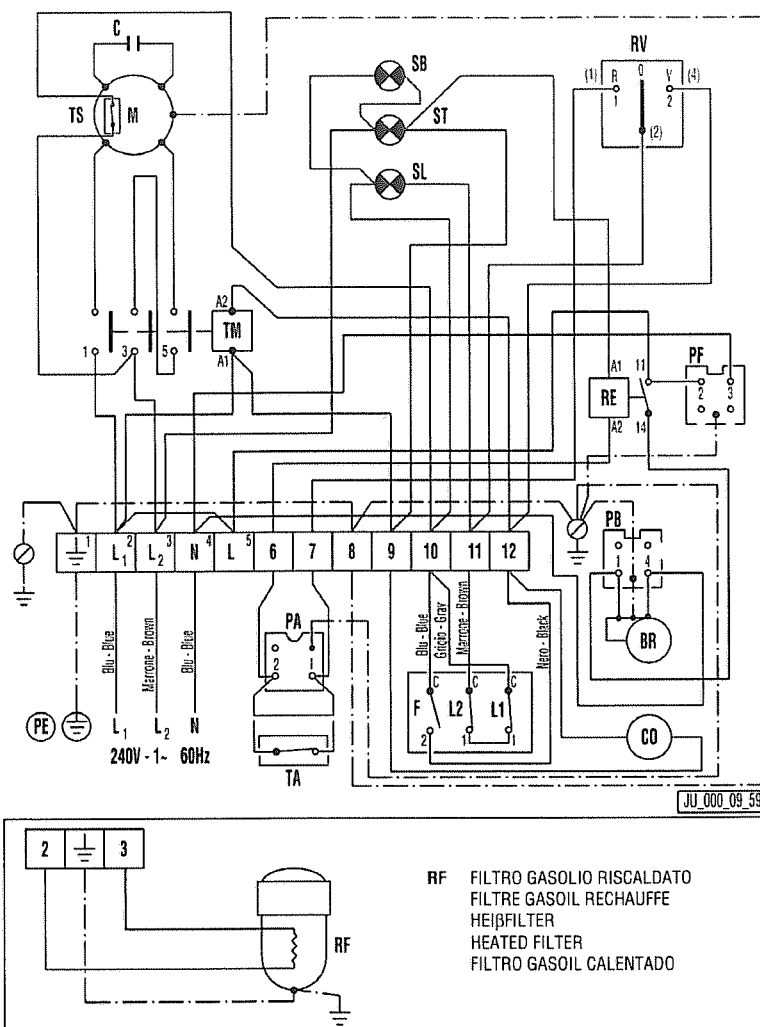 C
TS
M
SB
ST
SL
RV
(1) R 0 V (4)
1 2
(2)
A2
TM
A1
1 3 5
A1 11
RE
A2 14
PF
2 3
PB
1 4
BR
1 L1 2 L2 3 N 4 L 5 6 7 8 9 10 11 12
Blu - Blue
Marrone - Brown
Blu - Blue
PA
2 1
TA
Blu - Blue
Grigio - Gray
Marrone - Brown
Nero - Black
C C C
F L2 L1
2 1 1
CO
PE
L1 L2 N
240V - 1~ 60Hz
JU_000_09_59
2 3
RF
RF FILTRO GASOLIO RISCALDATO
FILTRE GASOIL RECHAUFFE
HEIβFILTER
HEATED FILTER
FILTRO GASOIL CALENTADO